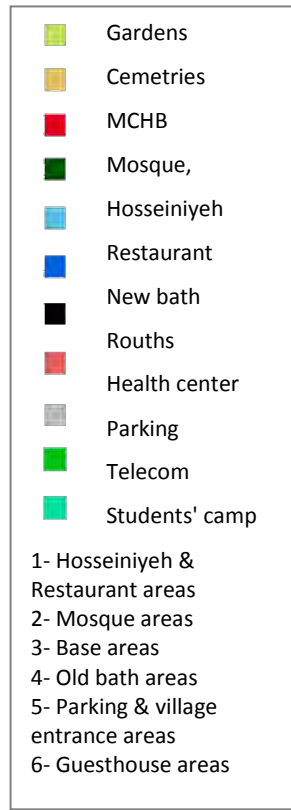 Gardens
Cemetries
MCHB
Mosque,
Hosseiniyeh
Restaurant
New bath
Rouths
Health center
Parking
Telecom
Students' camp
1- Hosseiniyeh &
Restaurant areas
2- Mosque areas
3- Base areas
4- Old bath areas
5- Parking & village
entrance areas
6- Guesthouse areas